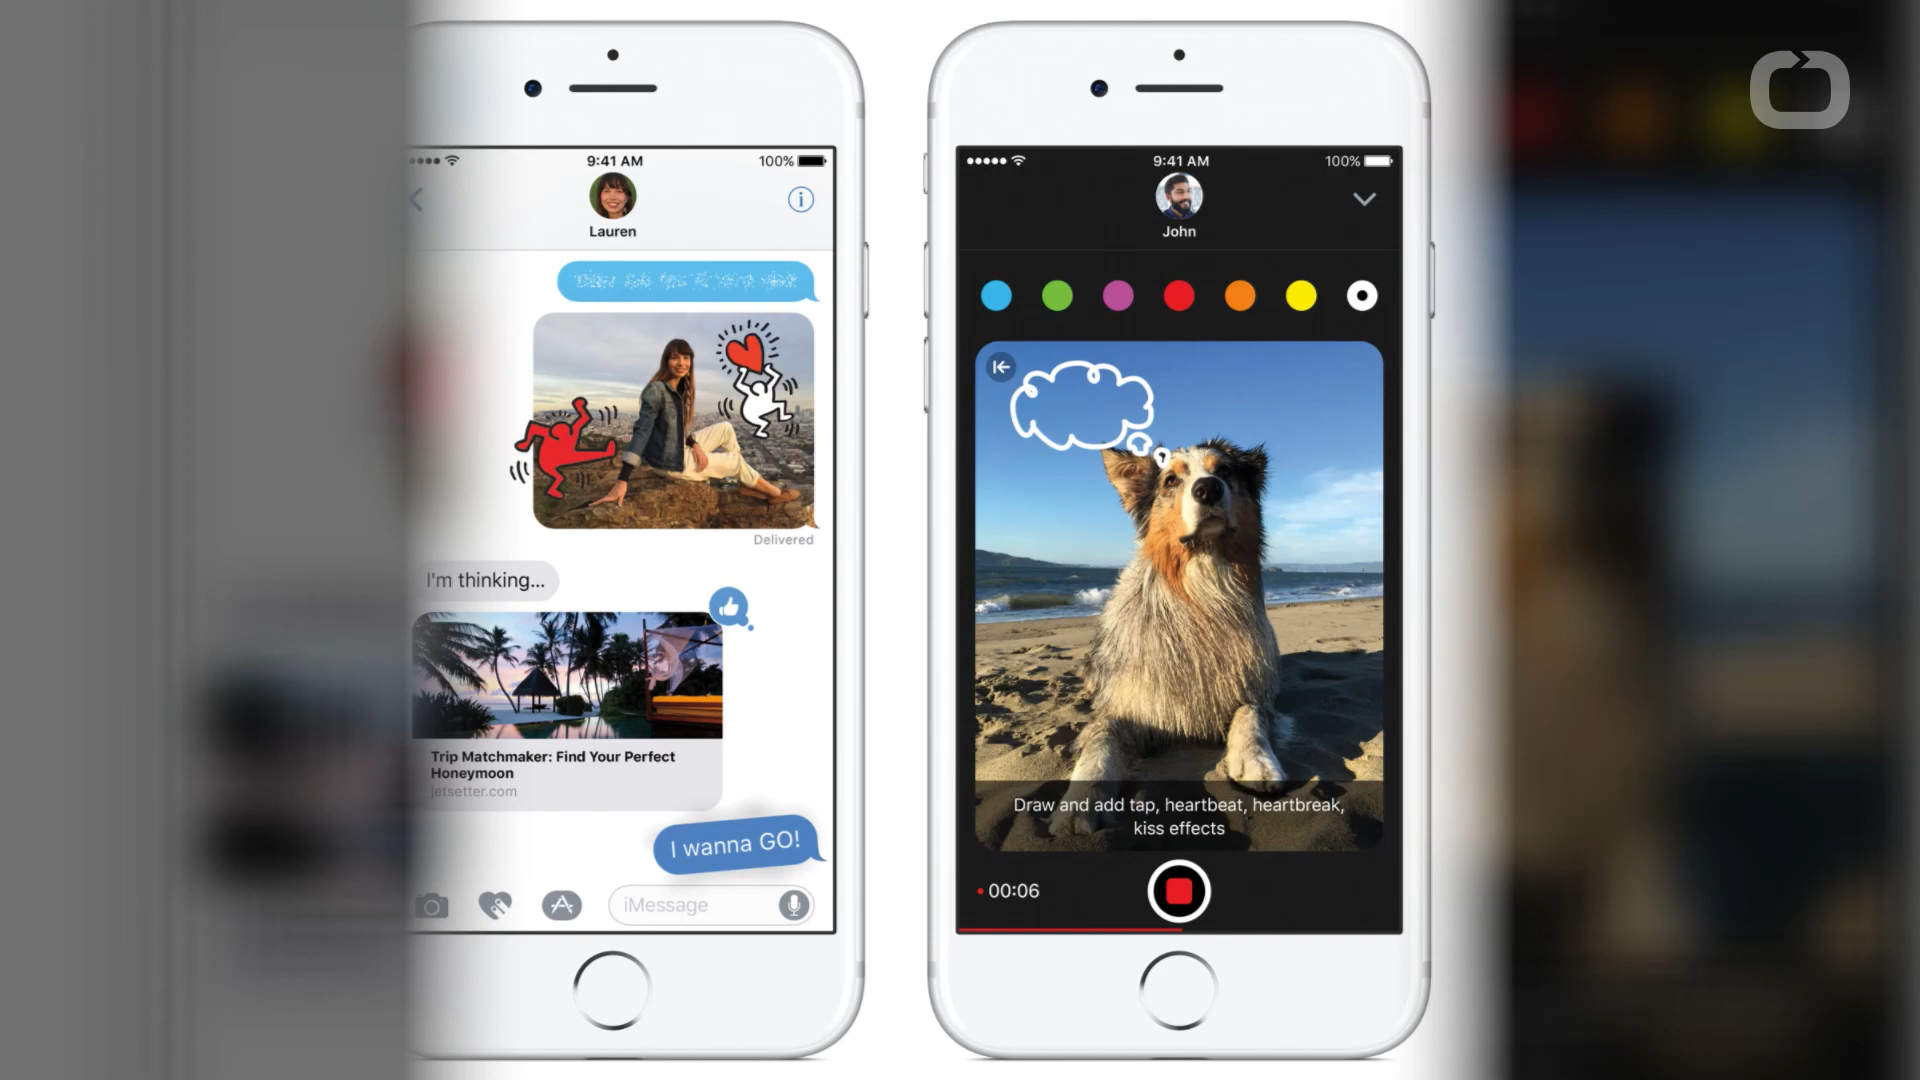 9:41 AM
100%
Lauren
Delivered
I'm thinking...
Trip Matchmaker: Find Your Perfect
Honeymoon
jetsetter.com
I wanna GO!
iMessage
9:41 AM
100%
John
Draw and add tap, heartbeat, heartbreak,
kiss effects
00:06